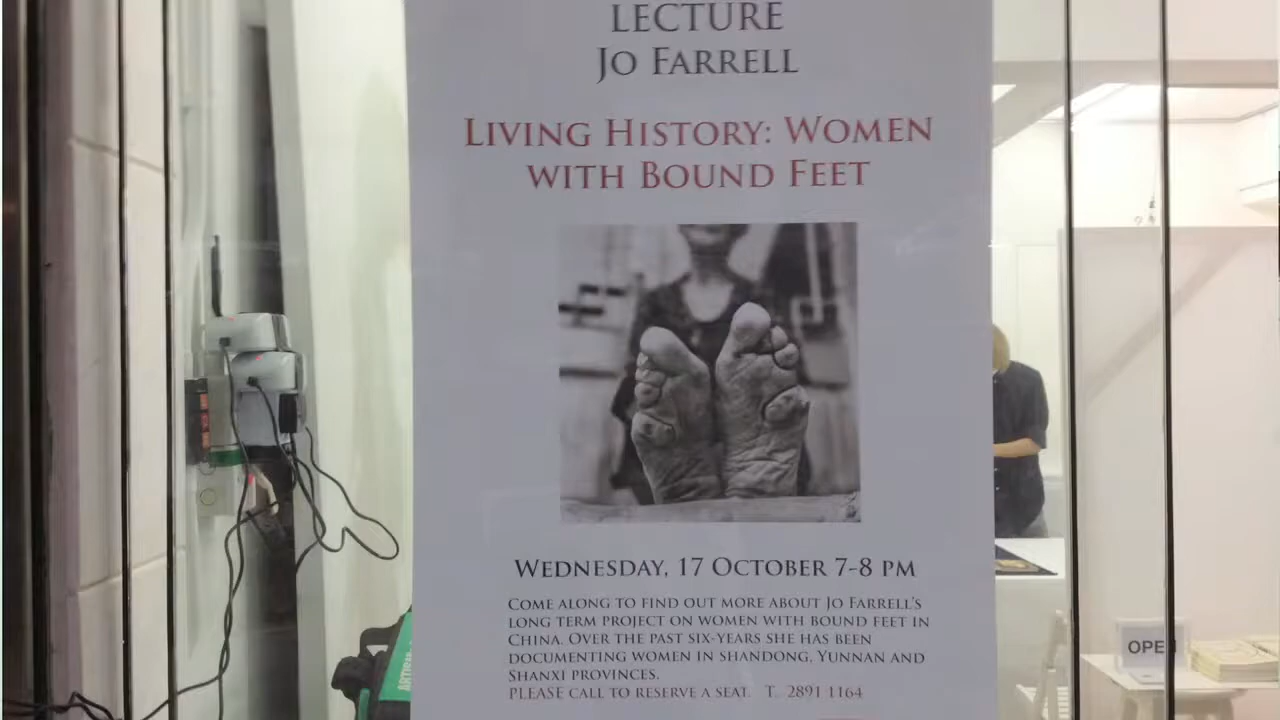 LECTURE
JO FARRELL
LIVING HISTORY: WOMEN
WITH BOUND FEET
WEDNESDAY, 17 OCTOBER 7-8 PM
COME ALONG TO FIND OUT MORE ABOUT JO FARRELL'S
LONG TERM PROJECT ON WOMEN WITH BOUND FEET IN
CHINA. OVER THE PAST SIX-YEARS SHE HAS BEEN
DOCUMENTING WOMEN IN SHANDONG, YUNNAN AND
SHANXI PROVINCES.
PLEASE CALL TO RESERVE A SEAT. T. 2891 1164
OPE